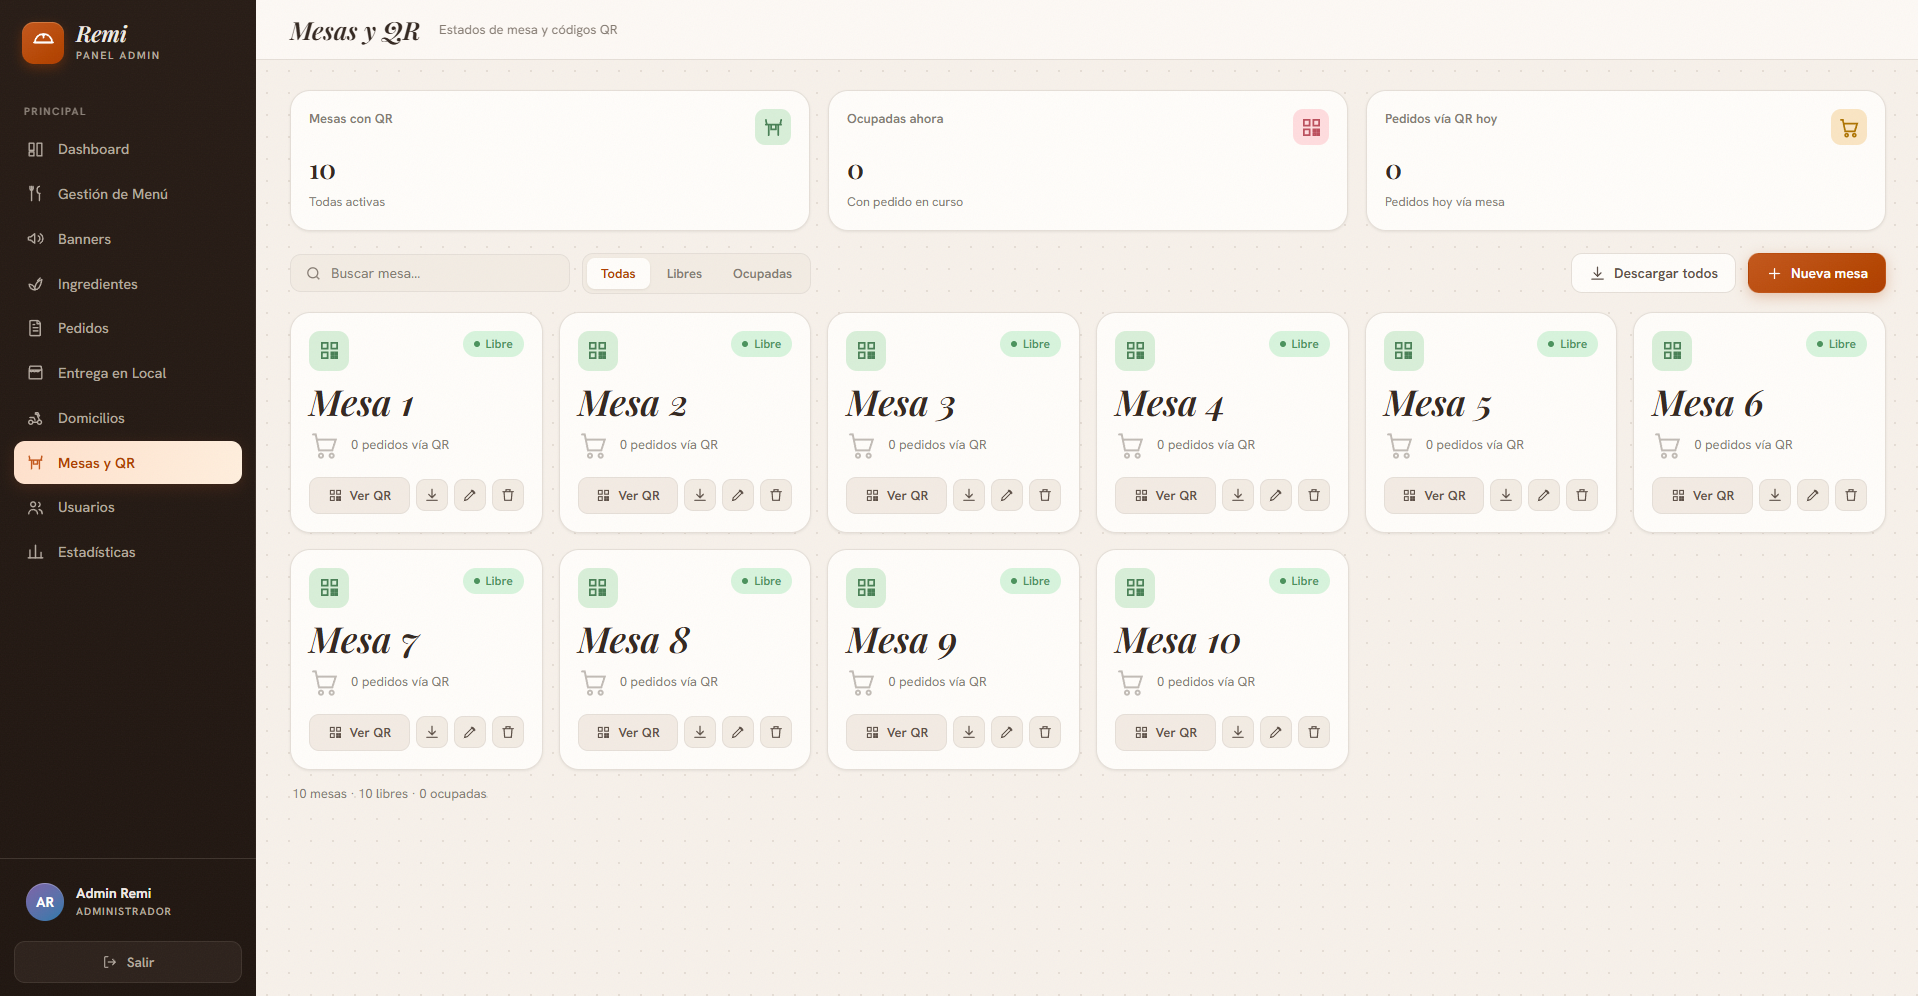 Remi
PANEL ADMIN
PRINCIPAL
Dashboard
Gestión de Menú
Banners
Ingredientes
Pedidos
Entrega en Local
Domicilios
Mesas y QR
Usuarios
Estadísticas
AR
Admin Remi
ADMINISTRADOR
Salir
Mesas y QR
Estados de mesa y códigos QR
Mesas con QR
10
Todas activas
Ocupadas ahora
0
Con pedido en curso
Pedidos vía QR hoy
0
Pedidos hoy vía mesa
Buscar mesa...
Todas
Libres
Ocupadas
Descargar todos
Nueva mesa
Libre
Mesa 1
0 pedidos vía QR
Ver QR
Libre
Mesa 2
0 pedidos vía QR
Ver QR
Libre
Mesa 3
0 pedidos vía QR
Ver QR
Libre
Mesa 4
0 pedidos vía QR
Ver QR
Libre
Mesa 5
0 pedidos vía QR
Ver QR
Libre
Mesa 6
0 pedidos vía QR
Ver QR
Libre
Mesa 7
0 pedidos vía QR
Ver QR
Libre
Mesa 8
0 pedidos vía QR
Ver QR
Libre
Mesa 9
0 pedidos vía QR
Ver QR
Libre
Mesa 10
0 pedidos vía QR
Ver QR
10 mesas · 10 libres · 0 ocupadas